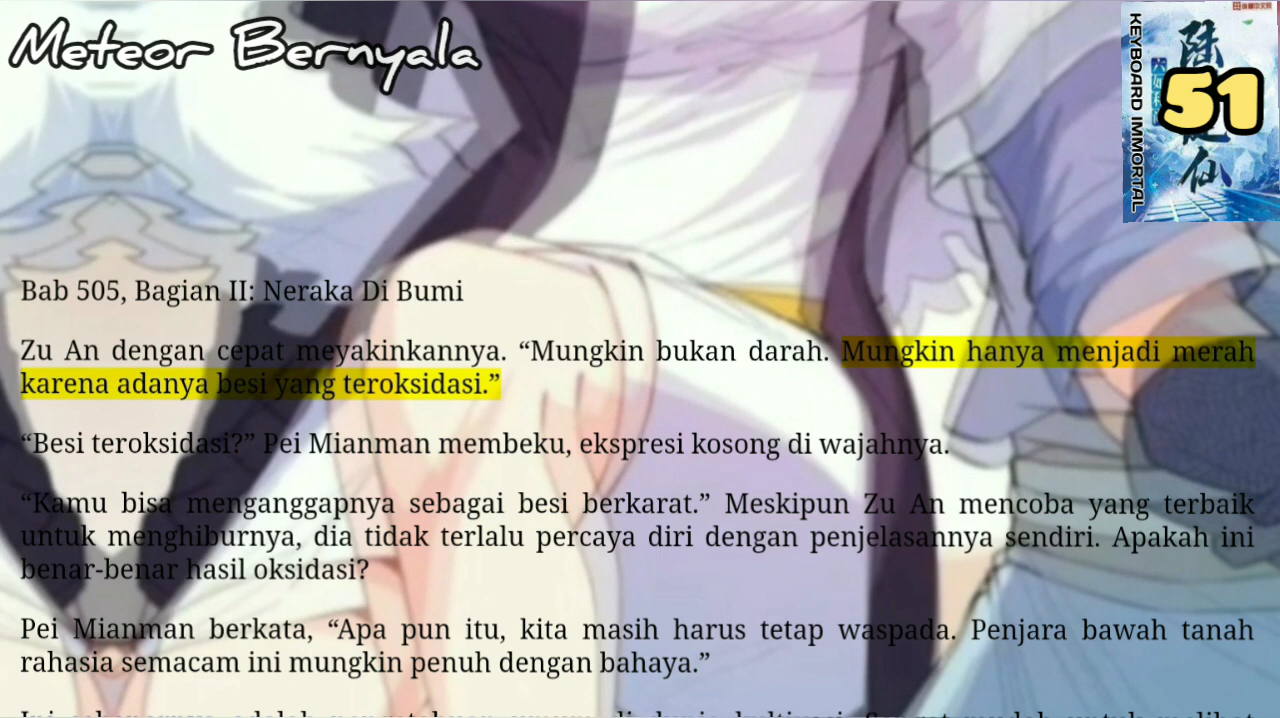 Meteor Bernyala
KEYBOARD IMMORTAL
51
陆
仙
Bab 505, Bagian II: Neraka Di Bumi
Zu An dengan cepat meyakinkannya. “Mungkin bukan darah. Mungkin hanya menjadi merah
karena adanya besi yang teroksidasi.”
“Besi teroksidasi?” Pei Mianman membeku, ekspresi kosong di wajahnya.
“Kamu bisa menganggapnya sebagai besi berkarat.” Meskipun Zu An mencoba yang terbaik
untuk menghiburnya, dia tidak terlalu percaya diri dengan penjelasannya sendiri. Apakah ini
benar-benar hasil oksidasi?
Pei Mianman berkata, “Apa pun itu, kita masih harus tetap waspada. Penjara bawah tanah
rahasia semacam ini mungkin penuh dengan bahaya.”